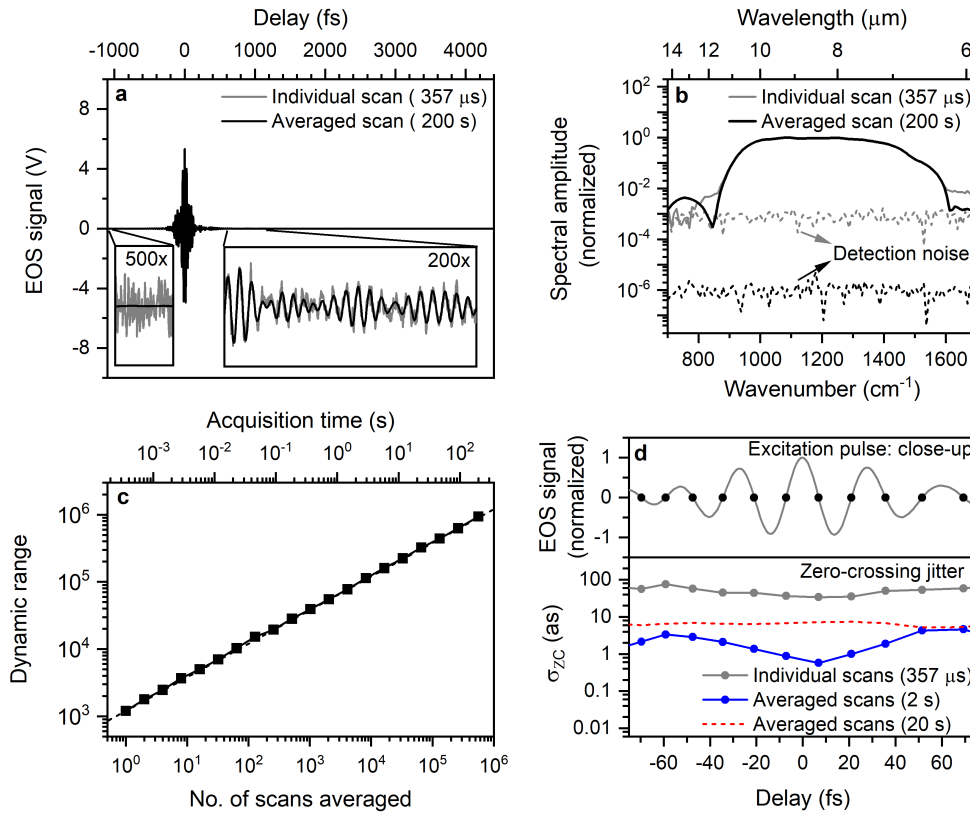 Delay (fs)
-1000 0 1000 2000 3000 4000
a
Individual scan ( 357 μs)
Averaged scan ( 200 s)
EOS signal (V)
8
4
0
-4
-8
500x
200x
Wavelength (μm)
14 12 10 8 6
b
Individual scan (357 μs)
Averaged scan (200 s)
Spectral amplitude
(normalized)
10⁰
10⁻²
10⁻⁴
10⁻⁶
Detection noise
800 1000 1200 1400 1600
Wavenumber (cm⁻¹)
Acquisition time (s)
10⁻³ 10⁻² 10⁻¹ 10⁰ 10¹ 10²
c
Dynamic range
10⁶
10⁵
10⁴
10³
10⁰ 10¹ 10² 10³ 10⁴ 10⁵ 10⁶
No. of scans averaged
d
Excitation pulse: close-up
EOS signal
(normalized)
1
0
-1
Zero-crossing jitter
σZC (as)
100
10
1
0.1
0.01
Individual scans (357 μs)
Averaged scans (2 s)
Averaged scans (20 s)
-60 -40 -20 0 20 40 60
Delay (fs)